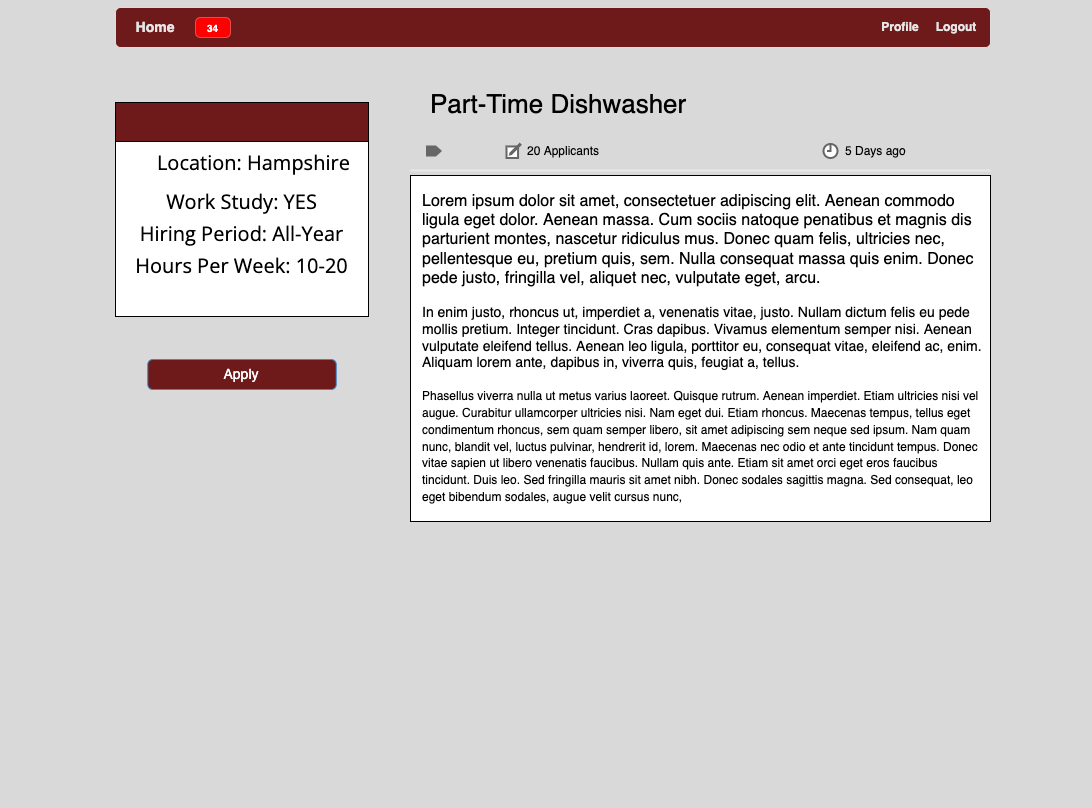 Home 34 Profile Logout
Part-Time Dishwasher
20 Applicants 5 Days ago
Location: Hampshire
Work Study: YES
Hiring Period: All-Year
Hours Per Week: 10-20
Apply
Lorem ipsum dolor sit amet, consectetuer adipiscing elit. Aenean commodo
ligula eget dolor. Aenean massa. Cum sociis natoque penatibus et magnis dis
parturient montes, nascetur ridiculus mus. Donec quam felis, ultricies nec,
pellentesque eu, pretium quis, sem. Nulla consequat massa quis enim. Donec
pede justo, fringilla vel, aliquet nec, vulputate eget, arcu.
In enim justo, rhoncus ut, imperdiet a, venenatis vitae, justo. Nullam dictum felis eu pede
mollis pretium. Integer tincidunt. Cras dapibus. Vivamus elementum semper nisi. Aenean
vulputate eleifend tellus. Aenean leo ligula, porttitor eu, consequat vitae, eleifend ac, enim.
Aliquam lorem ante, dapibus in, viverra quis, feugiat a, tellus.
Phasellus viverra nulla ut metus varius laoreet. Quisque rutrum. Aenean imperdiet. Etiam ultricies nisi vel
augue. Curabitur ullamcorper ultricies nisi. Nam eget dui. Etiam rhoncus. Maecenas tempus, tellus eget
condimentum rhoncus, sem quam semper libero, sit amet adipiscing sem neque sed ipsum. Nam quam
nunc, blandit vel, luctus pulvinar, hendrerit id, lorem. Maecenas nec odio et ante tincidunt tempus. Donec
vitae sapien ut libero venenatis faucibus. Nullam quis ante. Etiam sit amet orci eget eros faucibus
tincidunt. Duis leo. Sed fringilla mauris sit amet nibh. Donec sodales sagittis magna. Sed consequat, leo
eget bibendum sodales, augue velit cursus nunc,